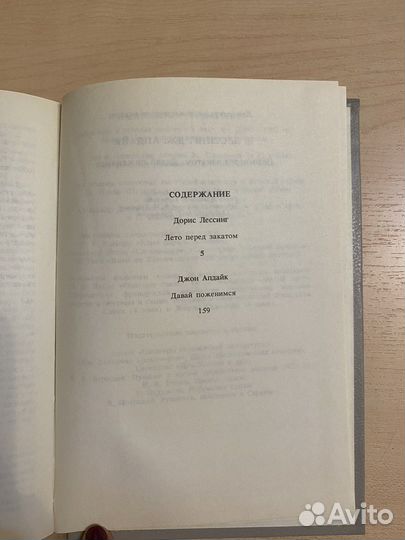 СОДЕРЖАНИЕ
Дорис Лессинг
Лето перед закатом
5
Джон Апдайк
Давай поженимся
159
Avito